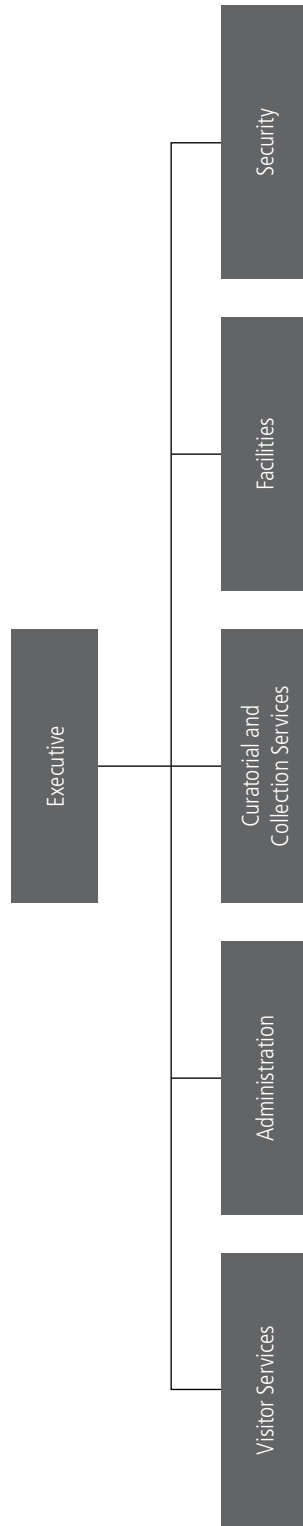 Executive
Visitor Services
Administration
Curatorial and
Collection Services
Facilities
Security